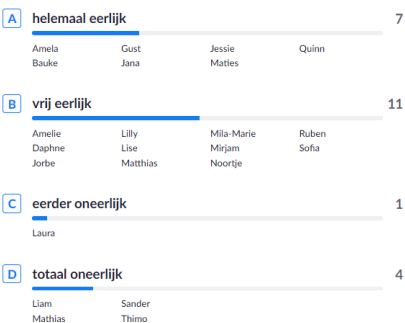 A helemaal eerlijk 7
Amela Gust Jessie Quinn
Bauke Jana Maties
B vrij eerlijk 11
Amelie Lilly Mila-Marie Ruben
Daphne Lise Mirjam Sofia
Jorbe Matthias Noortje
C eerder oneerlijk 1
Laura
D totaal oneerlijk 4
Liam Sander
Mathias Thimo